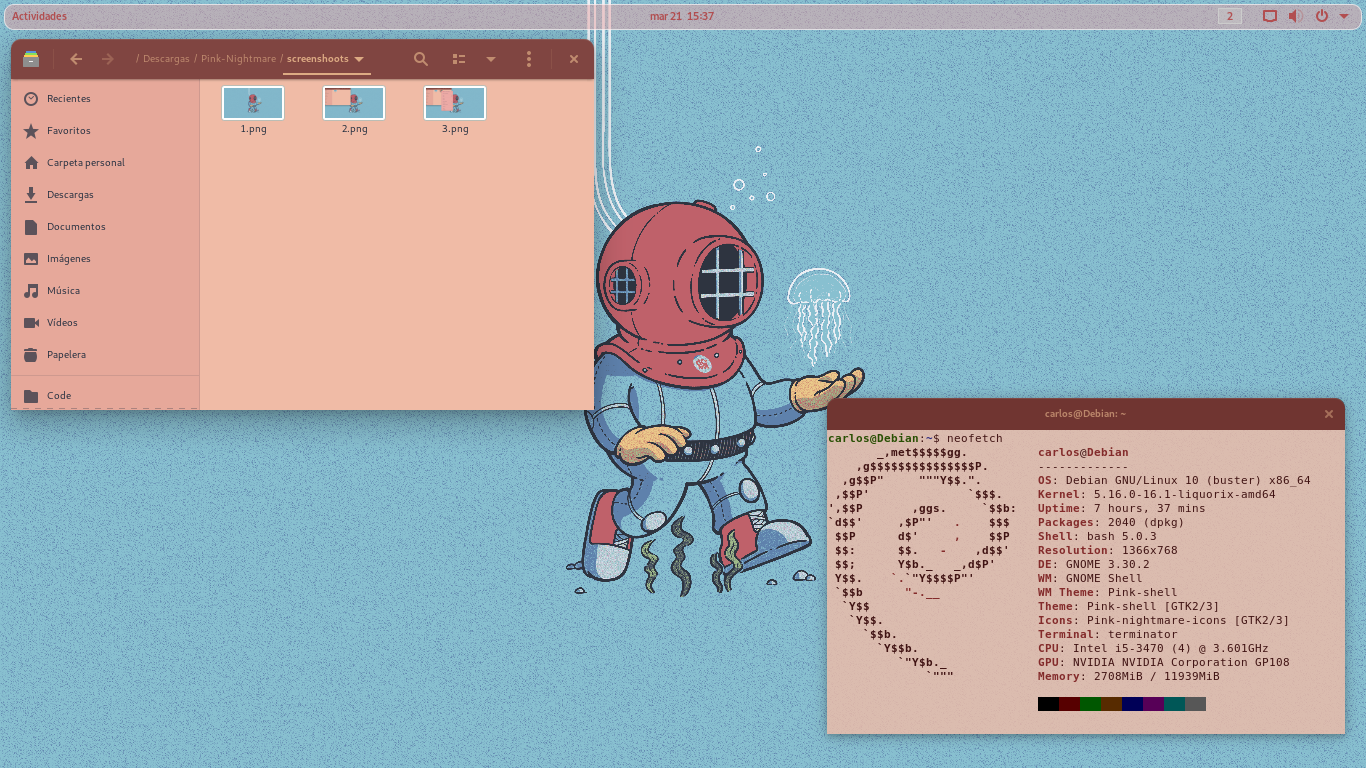 Actividades
mar 21 15:37
2
/ Descargas / Pink-Nightmare / screenshoots
Recientes
Favoritos
Carpeta personal
Descargas
Documentos
Imágenes
Música
Vídeos
Papelera
Code
1.png
2.png
3.png
carlos@Debian: ~
carlos@Debian:~$ neofetch
_,met$$$$$gg.
,g$$$$$$$$$$$$$$$P.
,g$$P"     """Y$$.".
,$$P'              `$$$.
',$$P       ,ggs.     `$$b:
`d$$'     ,$P"'   .    $$$
$$P      d$'     ,    $$P
$$:      $$.   -    ,d$$'
$$;      Y$b._   _,d$P'
Y$$.    `.`"Y$$$$P"'
`$$b      "-.__
`Y$$
`Y$$.
`$$b.
`Y$$b.
`"Y$b._
`"""
carlos@Debian
-------------
OS: Debian GNU/Linux 10 (buster) x86_64
Kernel: 5.16.0-16.1-liquorix-amd64
Uptime: 7 hours, 37 mins
Packages: 2040 (dpkg)
Shell: bash 5.0.3
Resolution: 1366x768
DE: GNOME 3.30.2
WM: GNOME Shell
WM Theme: Pink-shell
Theme: Pink-shell [GTK2/3]
Icons: Pink-nightmare-icons [GTK2/3]
Terminal: terminator
CPU: Intel i5-3470 (4) @ 3.601GHz
GPU: NVIDIA NVIDIA Corporation GP108
Memory: 2708MiB / 11939MiB